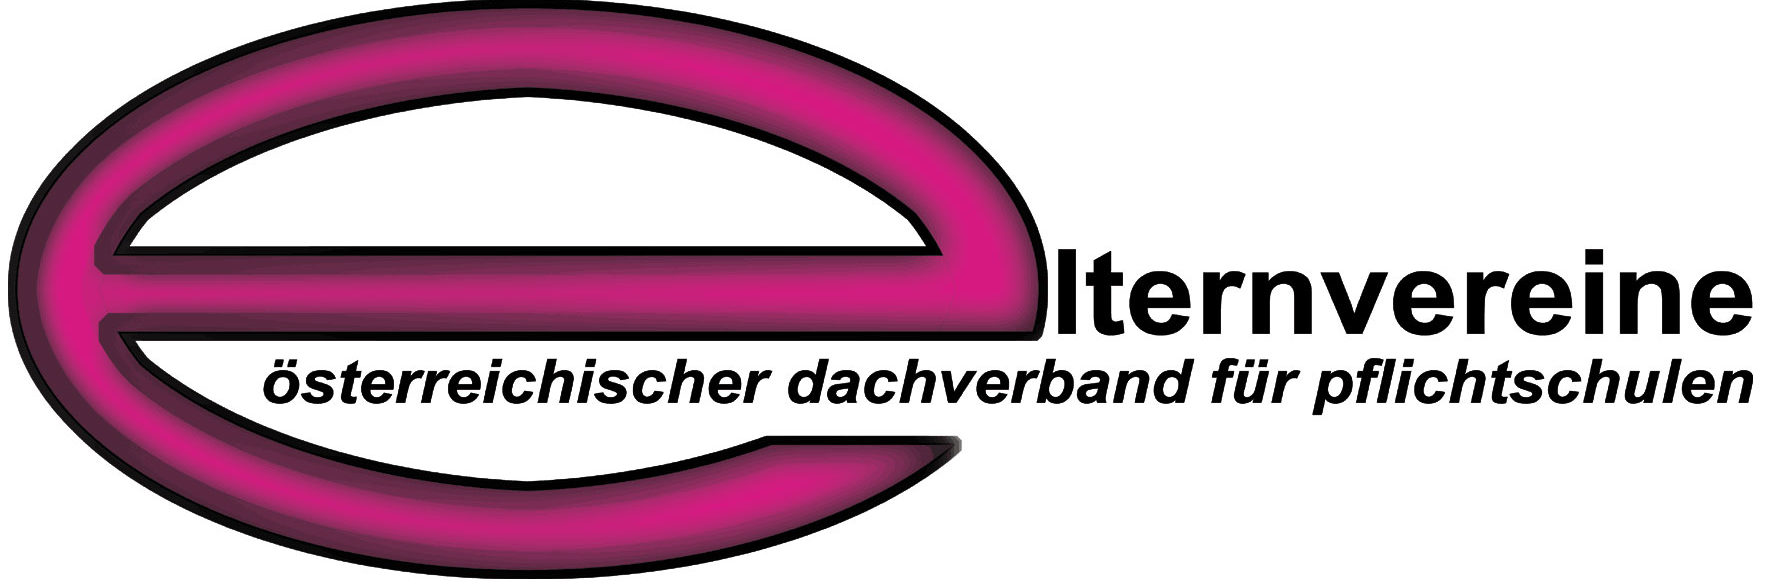 elternvereine
österreichischer dachverband für pflichtschulen